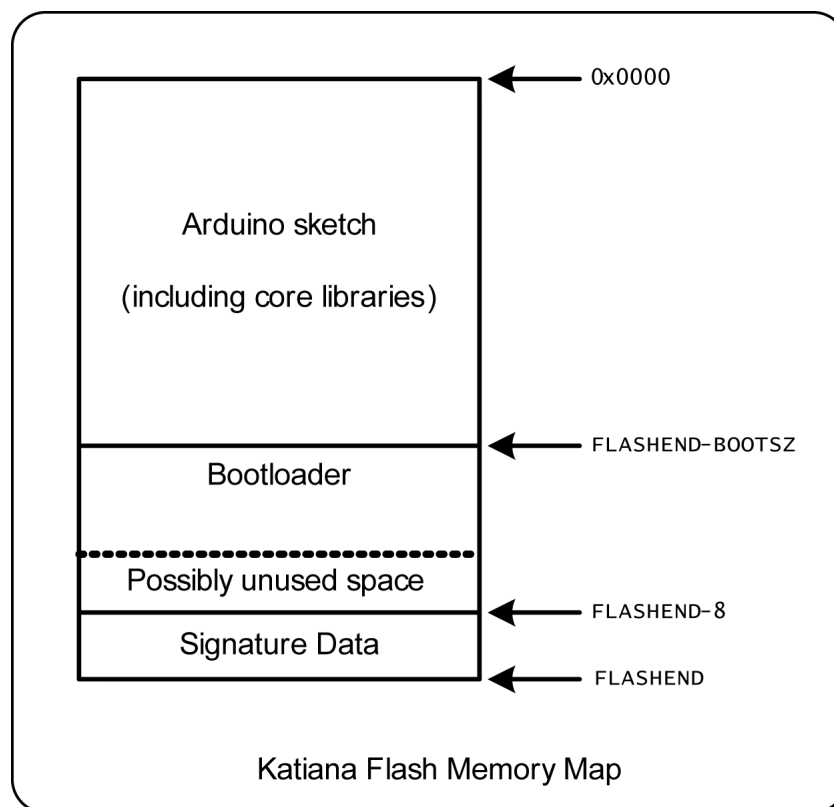 0x0000
Arduino sketch
(including core libraries)
FLASHEND-BOOTSZ
Bootloader
Possibly unused space
FLASHEND-8
Signature Data
FLASHEND
Katiana Flash Memory Map